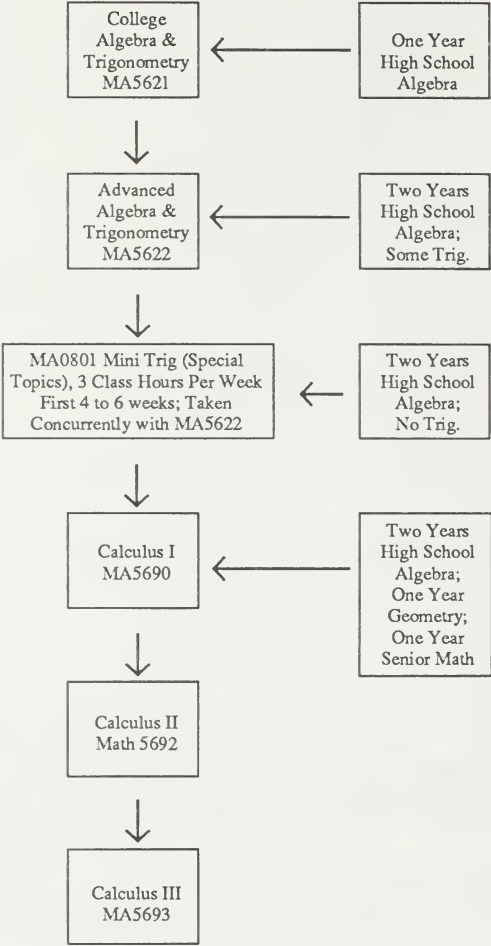 College
Algebra &
Trigonometry
MA5621
One Year
High School
Algebra
Advanced
Algebra &
Trigonometry
MA5622
Two Years
High School
Algebra;
Some Trig.
MA0801 Mini Trig (Special
Topics), 3 Class Hours Per Week
First 4 to 6 weeks; Taken
Concurrently with MA5622
Two Years
High School
Algebra;
No Trig.
Calculus I
MA5690
Two Years
High School
Algebra;
One Year
Geometry;
One Year
Senior Math
Calculus II
Math 5692
Calculus III
MA5693